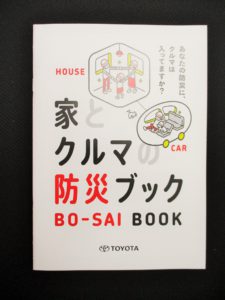 あなたの防災に、
クルマは
入ってますか？
HOUSE
CAR
家と
クルマの
防災ブック
BO-SAI BOOK
TOYOTA